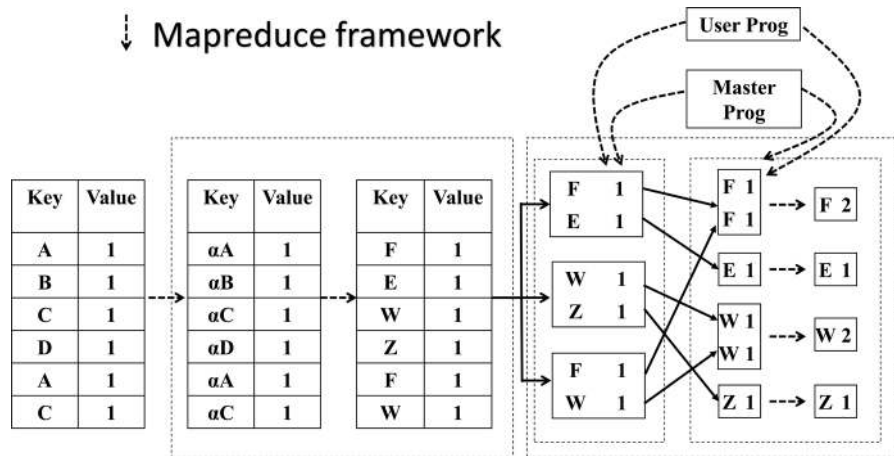 Mapreduce framework
User Prog
Master
Prog
Key Value
A 1
B 1
C 1
D 1
A 1
C 1
Key Value
αA 1
αB 1
αC 1
αD 1
αA 1
αC 1
Key Value
F 1
E 1
W 1
Z 1
F 1
W 1
F 1
E 1
W 1
Z 1
F 1
W 1
F 1
F 1
E 1
W 1
W 1
Z 1
F 2
E 1
W 2
Z 1